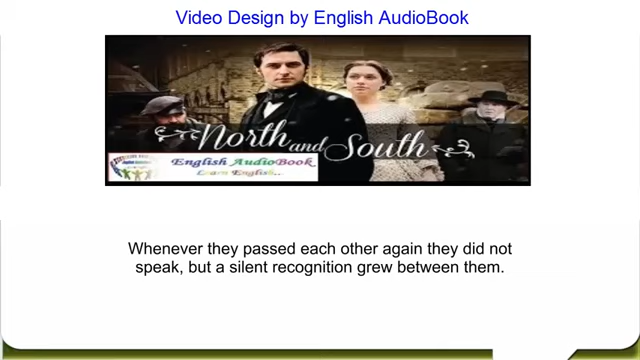 Video Design by English AudioBook
North and South
English AudioBook
Learn English...
Whenever they passed each other again they did not
speak, but a silent recognition grew between them.